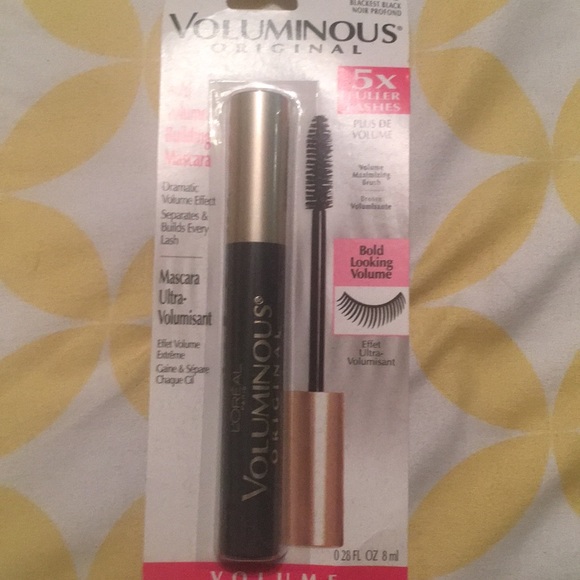 BLACKEST BLACK
NOIR PROFOND
VOLUMINOUS®
ORIGINAL
5X
FULLER
LASHES
PLUS DE
VOLUME
Volume
Building
Mascara
Dramatic
Volume Effect
Separates &
Builds Every
Lash
Mascara
Ultra-
Volumisant
Effet Volume
Extrême
Gaine & Sépare
Chaque Cil
Volume
Maximizing
Brush
Brosse
Volumisante
Bold
Looking
Volume
Effet
Ultra-
Volumisant
L'ORÉAL
VOLUMINOUS®
ORIGINAL
0.28 FL OZ 8 ml
VOLUME